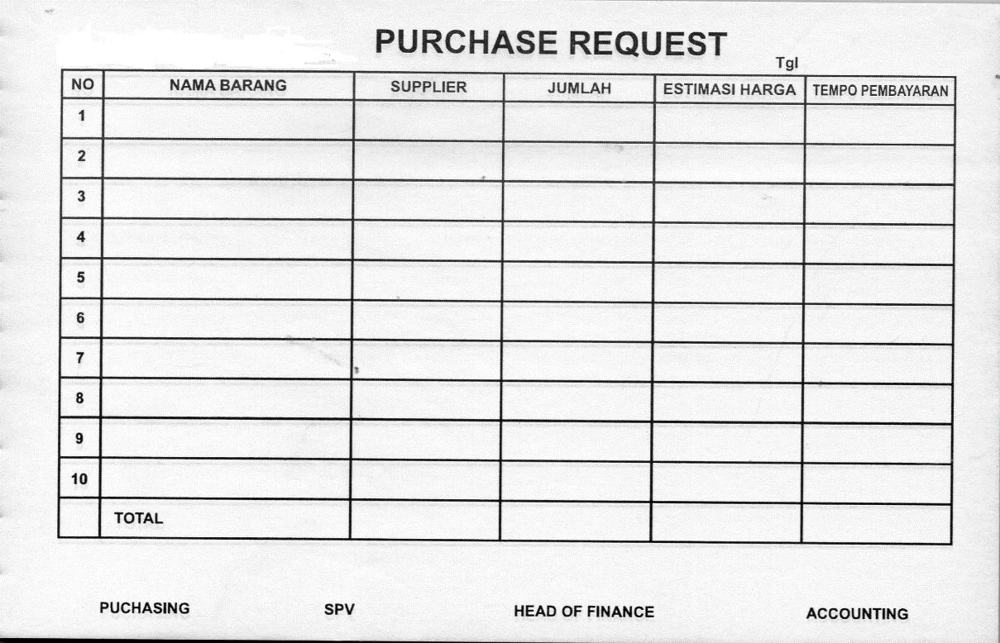 PURCHASE REQUEST
Tgl
NO NAMA BARANG SUPPLIER JUMLAH ESTIMASI HARGA TEMPO PEMBAYARAN
1
2
3
4
5
6
7
8
9
10
TOTAL
PUCHASING SPV HEAD OF FINANCE ACCOUNTING